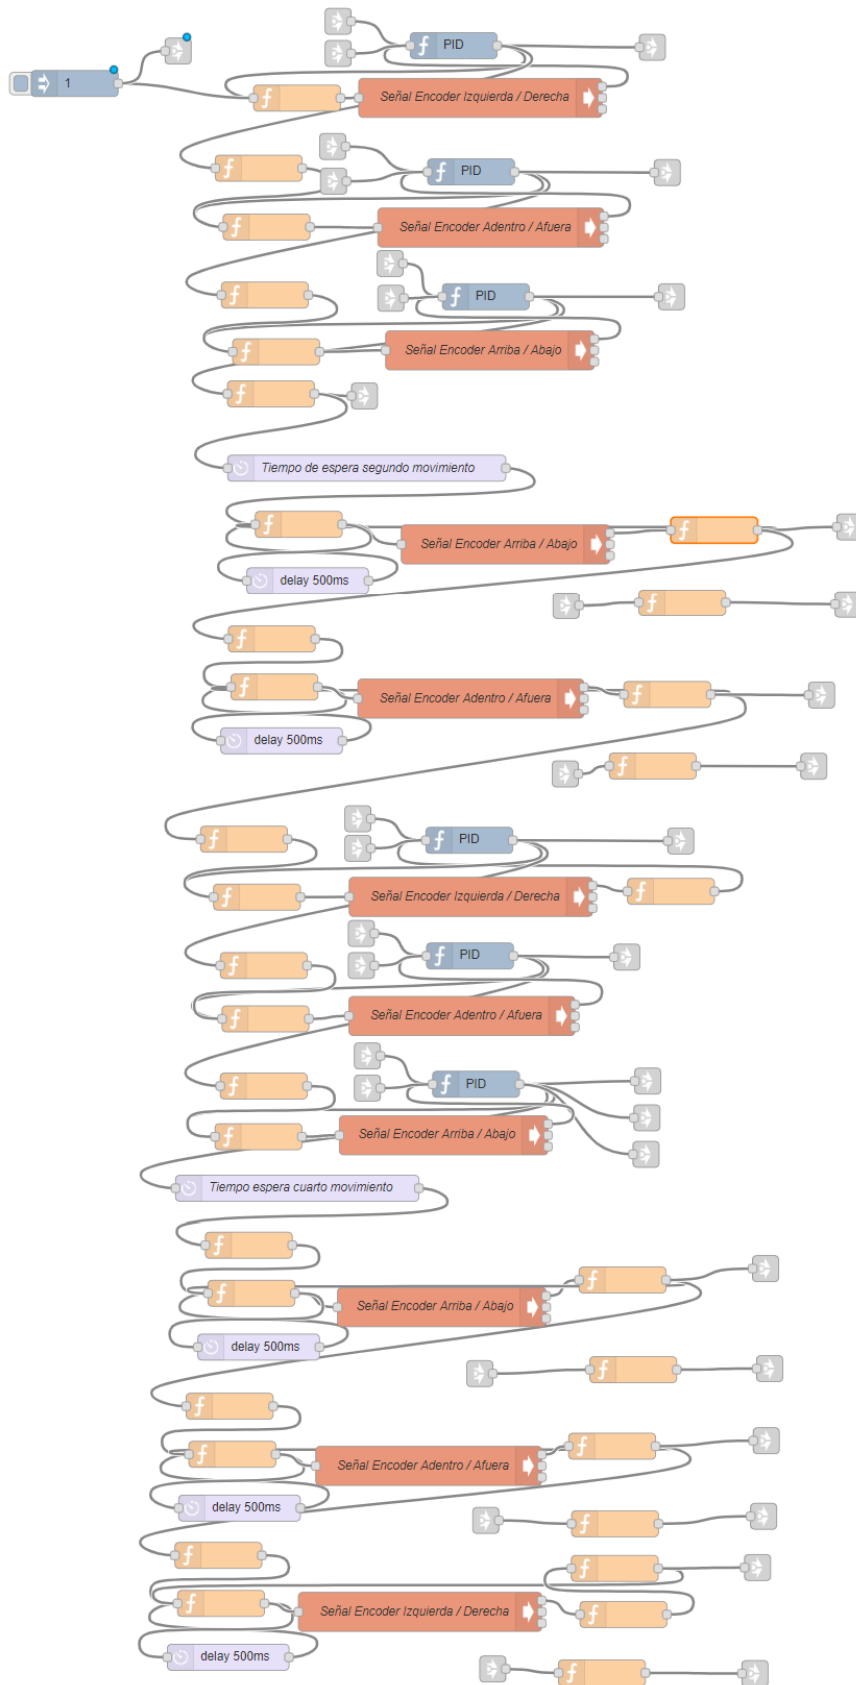 PID
1
Señal Encoder Izquierda / Derecha
PID
Señal Encoder Adentro / Afuera
PID
Señal Encoder Arriba / Abajo
Tiempo de espera segundo movimiento
Señal Encoder Arriba / Abajo
delay 500ms
Señal Encoder Adentro / Afuera
delay 500ms
PID
Señal Encoder Izquierda / Derecha
PID
Señal Encoder Adentro / Afuera
PID
Señal Encoder Arriba / Abajo
Tiempo espera cuarto movimiento
Señal Encoder Arriba / Abajo
delay 500ms
Señal Encoder Adentro / Afuera
delay 500ms
Señal Encoder Izquierda / Derecha
delay 500ms